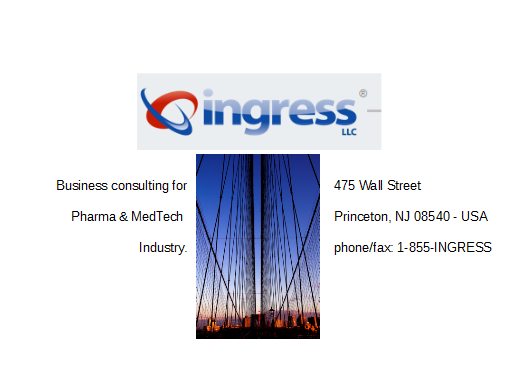 ingress®
LLC
Business consulting for
Pharma & MedTech
Industry.
475 Wall Street
Princeton, NJ 08540 - USA
phone/fax: 1-855-INGRESS